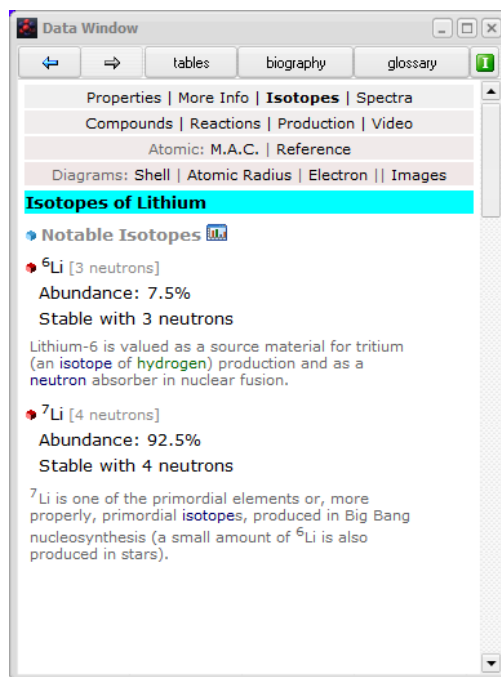 Data Window
tables biography glossary I
Properties | More Info | Isotopes | Spectra
Compounds | Reactions | Production | Video
Atomic: M.A.C. | Reference
Diagrams: Shell | Atomic Radius | Electron || Images
Isotopes of Lithium
Notable Isotopes
⁶Li [3 neutrons]
Abundance: 7.5%
Stable with 3 neutrons
Lithium-6 is valued as a source material for tritium
(an isotope of hydrogen) production and as a
neutron absorber in nuclear fusion.
⁷Li [4 neutrons]
Abundance: 92.5%
Stable with 4 neutrons
⁷Li is one of the primordial elements or, more
properly, primordial isotopes, produced in Big Bang
nucleosynthesis (a small amount of ⁶Li is also
produced in stars).